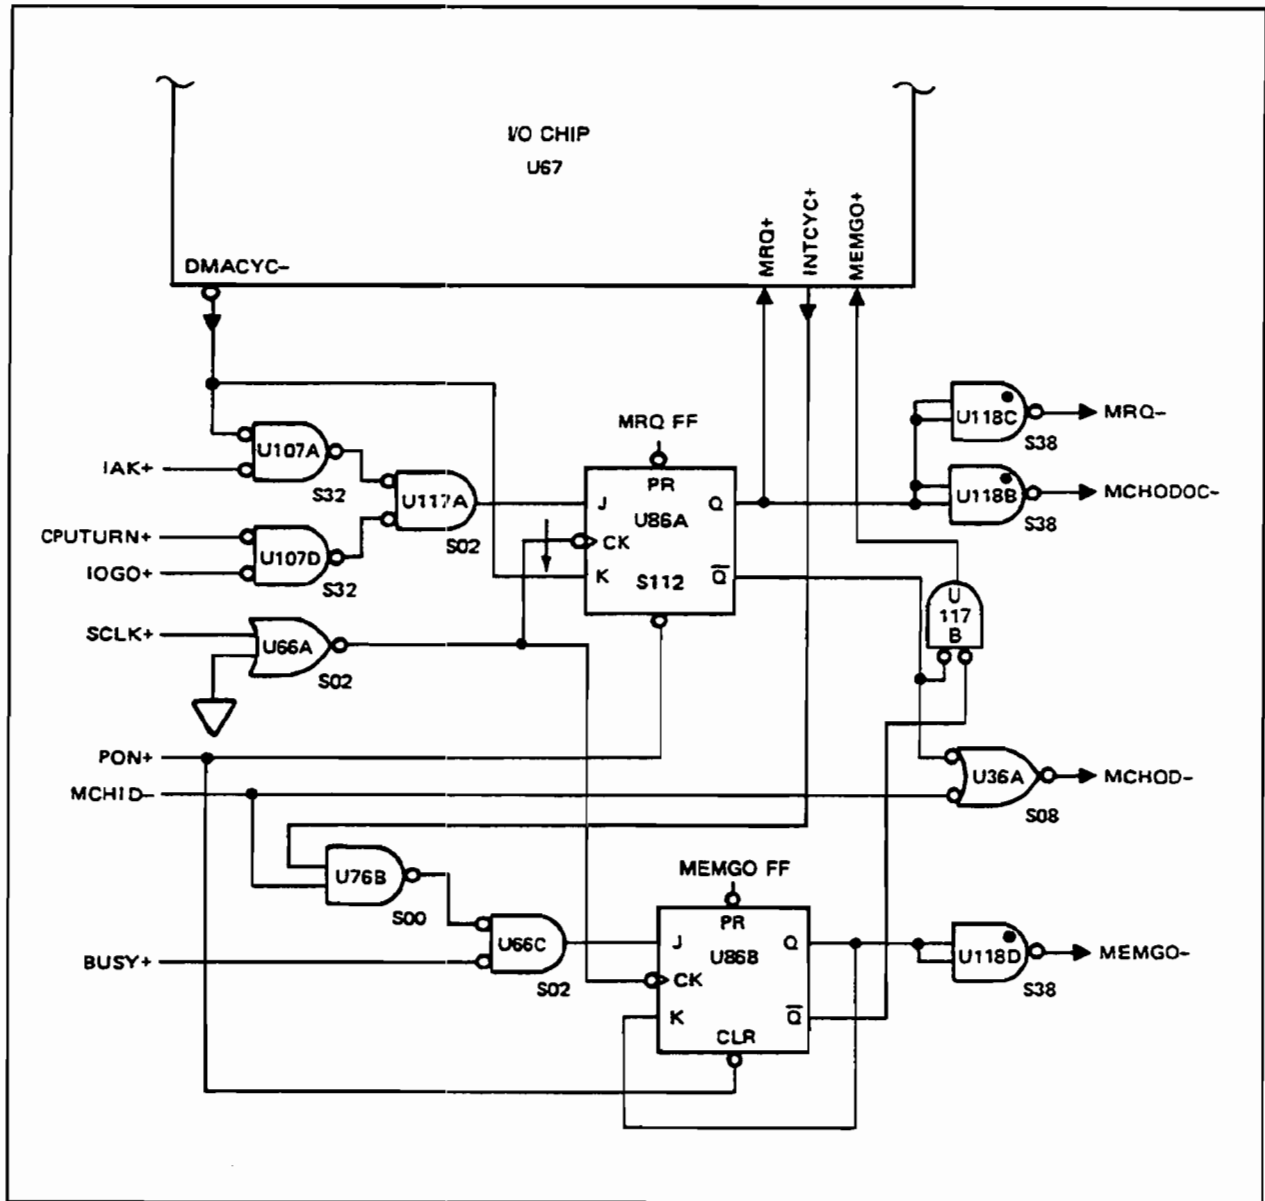 I/O CHIP
U67
DMACYC-
MRQ+
INTCYC+
MEMGO+
IAK+
U107A
S32
CPUTURN+
IOGO+
U107D
S32
U117A
S02
SCLK+
U66A
S02
PON+
MCHID-
MRQ FF
PR
J
U86A
Q
CK
K
S112
Q̅
U118C
S38
MRQ-
U118B
S38
MCHODOC-
U
117
B
U36A
S08
MCHOD-
U76B
S00
BUSY+
U66C
S02
MEMGO FF
PR
J
U86B
Q
CK
K
Q̅
CLR
U118D
S38
MEMGO-